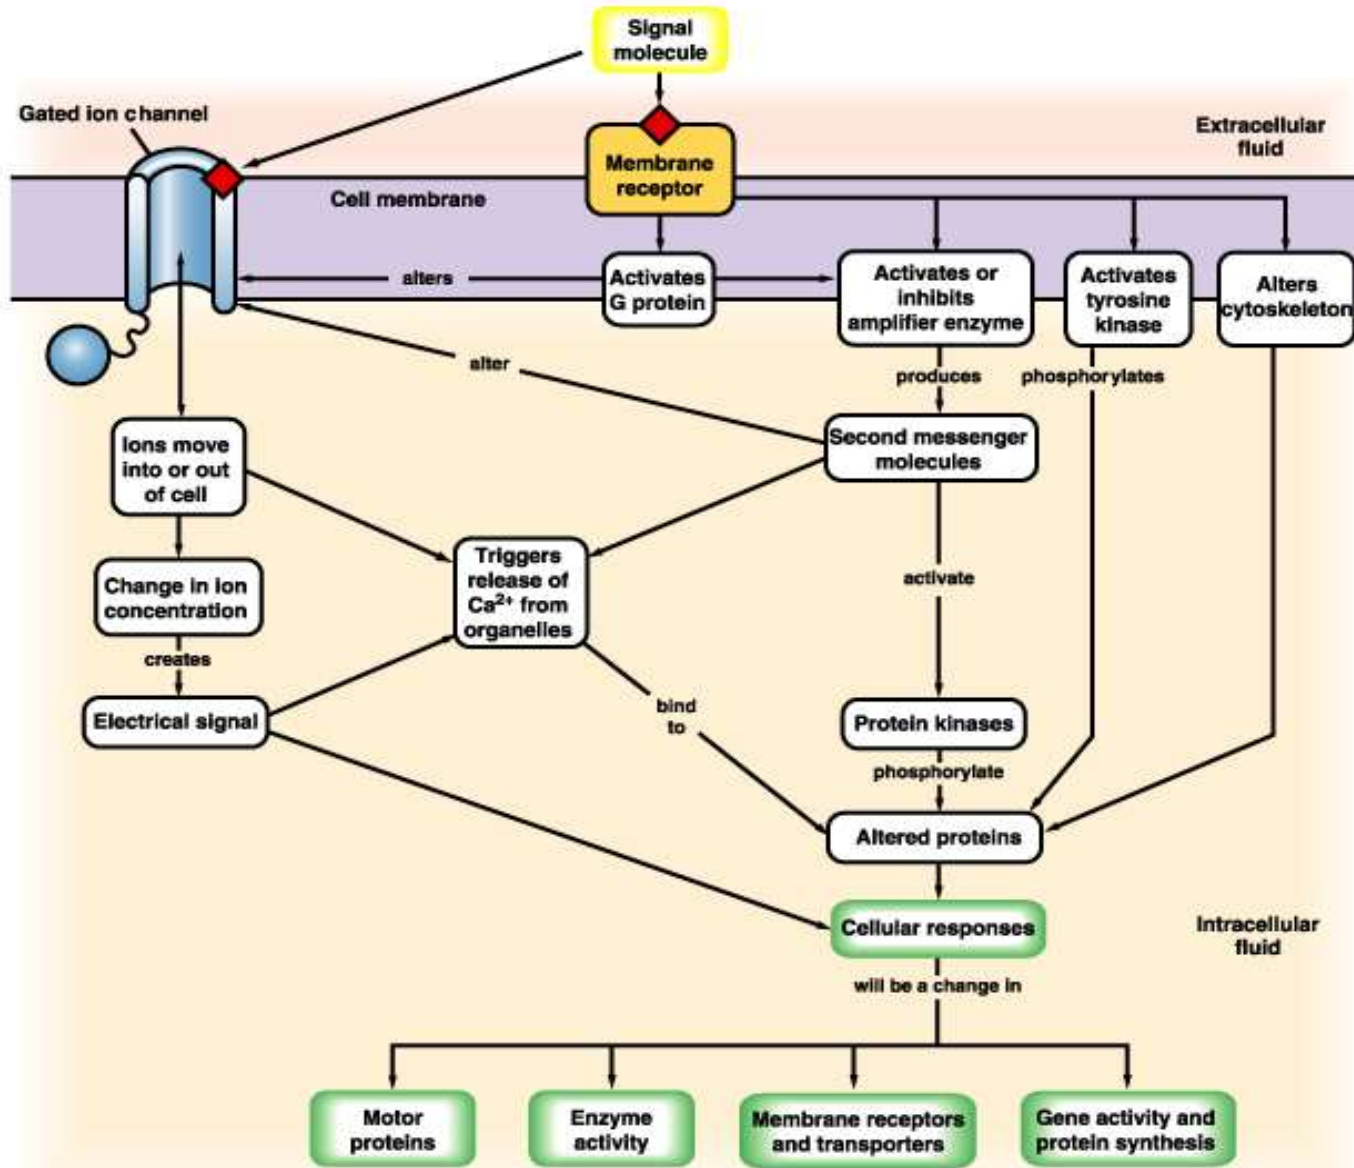 Signal
molecule
Gated ion channel
Extracellular
fluid
Membrane
receptor
Cell membrane
alters
Activates
G protein
Activates or
inhibits
amplifier enzyme
Activates
tyrosine
kinase
Alters
cytoskeleton
alter
produces
phosphorylates
Ions move
into or out
of cell
Second messenger
molecules
Triggers
release of
Ca²⁺ from
organelles
Change in ion
concentration
activate
creates
Electrical signal
bind
to
Protein kinases
phosphorylate
Altered proteins
Cellular responses
Intracellular
fluid
will be a change in
Motor
proteins
Enzyme
activity
Membrane receptors
and transporters
Gene activity and
protein synthesis